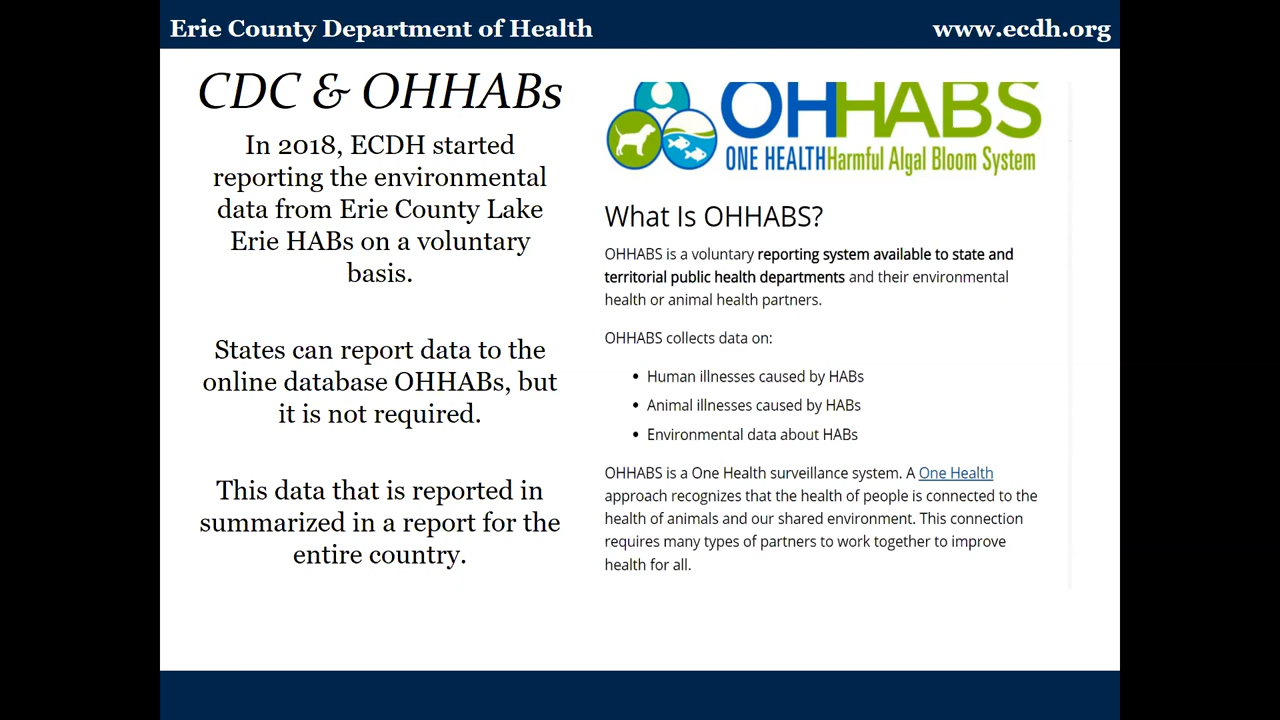 Erie County Department of Health
www.ecdh.org
CDC & OHHABs
In 2018, ECDH started
reporting the environmental
data from Erie County Lake
Erie HABs on a voluntary
basis.
States can report data to the
online database OHHABs, but
it is not required.
This data that is reported in
summarized in a report for the
entire country.
OHHABS
ONE HEALTHHarmful Algal Bloom System
What Is OHHABS?
OHHABS is a voluntary reporting system available to state and
territorial public health departments and their environmental
health or animal health partners.
OHHABS collects data on:
• Human illnesses caused by HABs
• Animal illnesses caused by HABs
• Environmental data about HABs
OHHABS is a One Health surveillance system. A One Health
approach recognizes that the health of people is connected to the
health of animals and our shared environment. This connection
requires many types of partners to work together to improve
health for all.